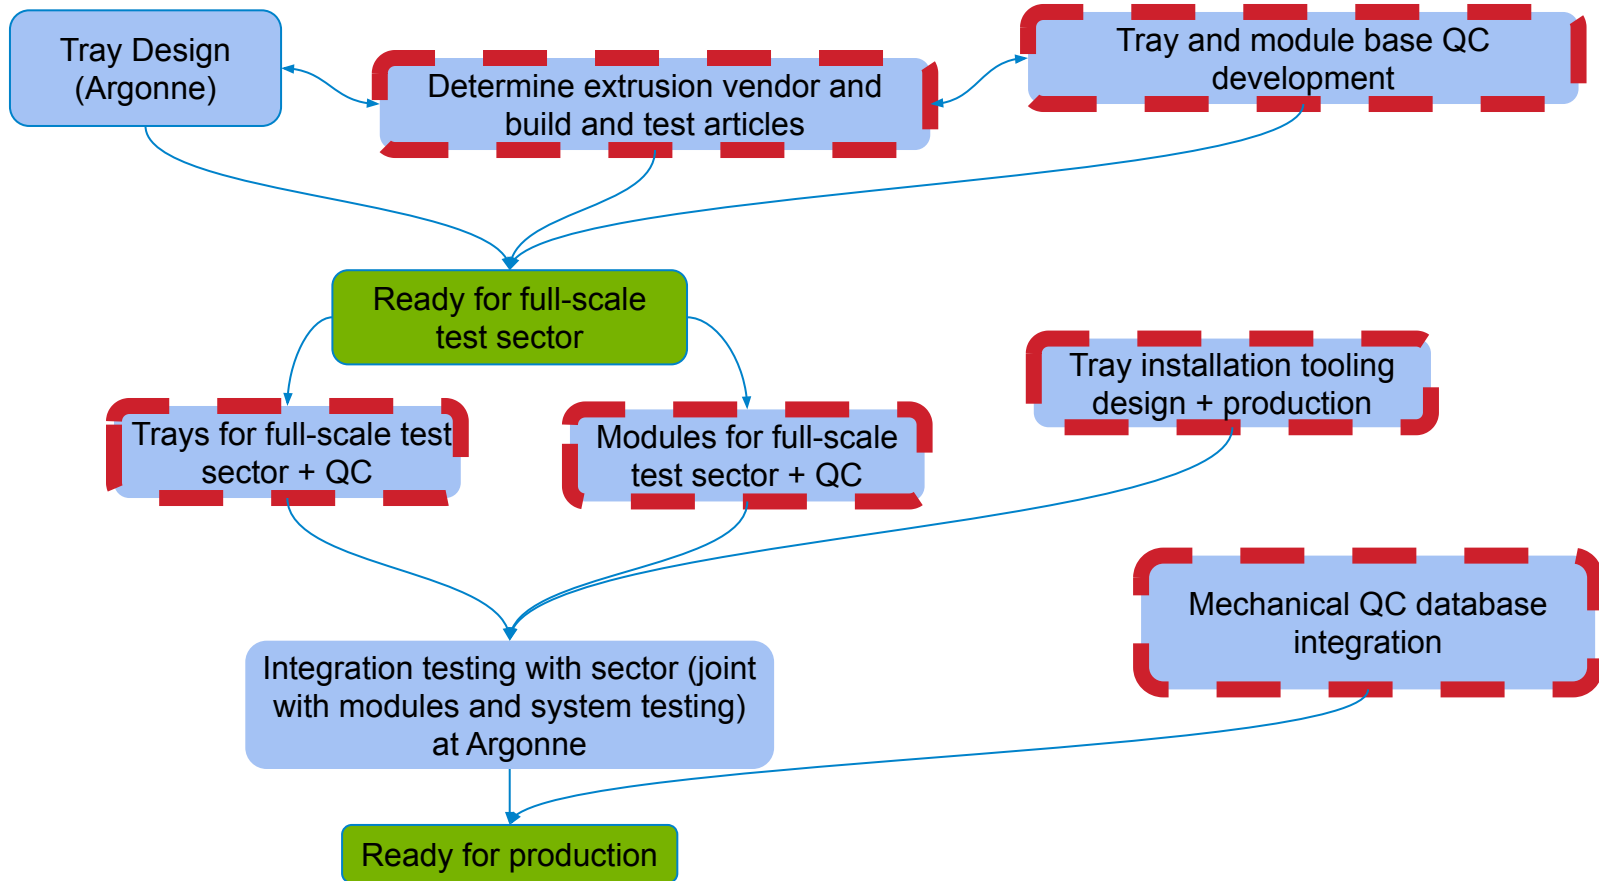 Tray Design
(Argonne)
Determine extrusion vendor and
build and test articles
Tray and module base QC
development
Ready for full-scale
test sector
Tray installation tooling
design + production
Trays for full-scale test
sector + QC
Modules for full-scale
test sector + QC
Mechanical QC database
integration
Integration testing with sector (joint
with modules and system testing)
at Argonne
Ready for production